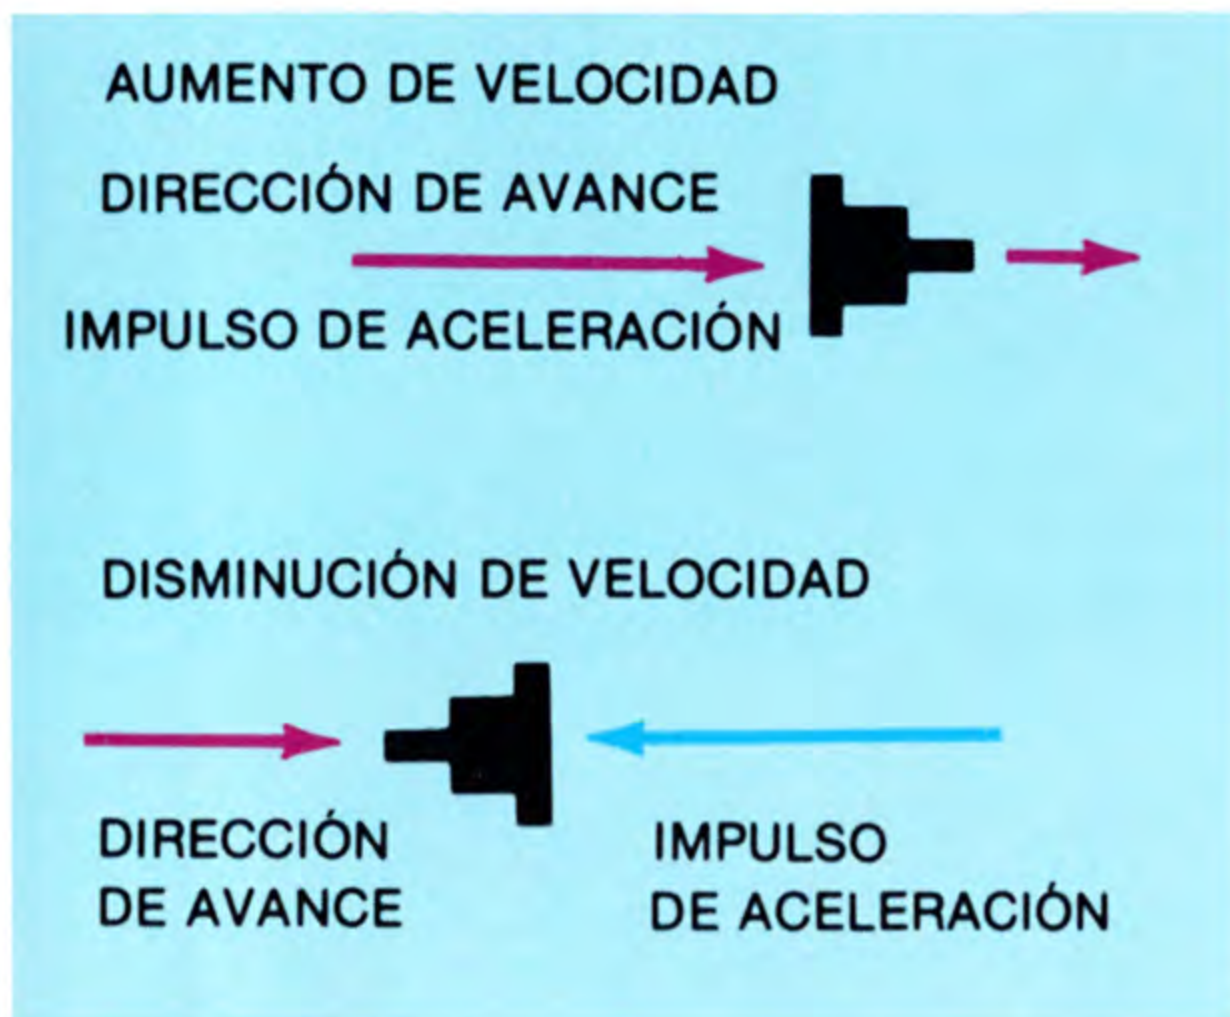 AUMENTO DE VELOCIDAD
DIRECCIÓN DE AVANCE
IMPULSO DE ACELERACIÓN
DISMINUCIÓN DE VELOCIDAD
DIRECCIÓN
DE AVANCE
IMPULSO
DE ACELERACIÓN